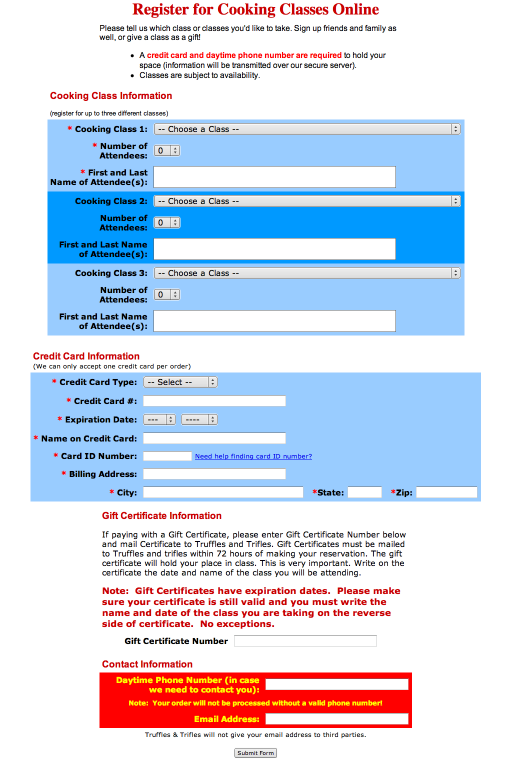 Register for Cooking Classes Online
Please tell us which class or classes you'd like to take. Sign up friends and family as
well, or give a class as a gift!
• A credit card and daytime phone number are required to hold your
space (information will be transmitted over our secure server).
• Classes are subject to availability.
Cooking Class Information
(register for up to three different classes)
* Cooking Class 1: -- Choose a Class --
* Number of
Attendees: 0
* First and Last
Name of Attendee(s):
Cooking Class 2: -- Choose a Class --
Number of
Attendees: 0
First and Last Name
of Attendee(s):
Cooking Class 3: -- Choose a Class --
Number of
Attendees: 0
First and Last Name
of Attendee(s):
Credit Card Information
(We can only accept one credit card per order)
* Credit Card Type: -- Select --
* Credit Card #:
* Expiration Date: --- ----
* Name on Credit Card:
* Card ID Number: Need help finding card ID number?
* Billing Address:
* City: *State: *Zip:
Gift Certificate Information
If paying with a Gift Certificate, please enter Gift Certificate Number below
and mail Certificate to Truffles and Trifles. Gift Certificates must be mailed
to Truffles and trifles within 72 hours of making your reservation. The gift
certificate will hold your place in class. This is very important. Write on the
certificate the date and name of the class you will be attending.
Note: Gift Certificates have expiration dates. Please make
sure your certificate is still valid and you must write the
name and date of the class you are taking on the reverse
side of certificate. No exceptions.
Gift Certificate Number
Contact Information
Daytime Phone Number (in case
we need to contact you):
Note: Your order will not be processed without a valid phone number!
Email Address:
Truffles & Trifles will not give your email address to third parties.
Submit Form